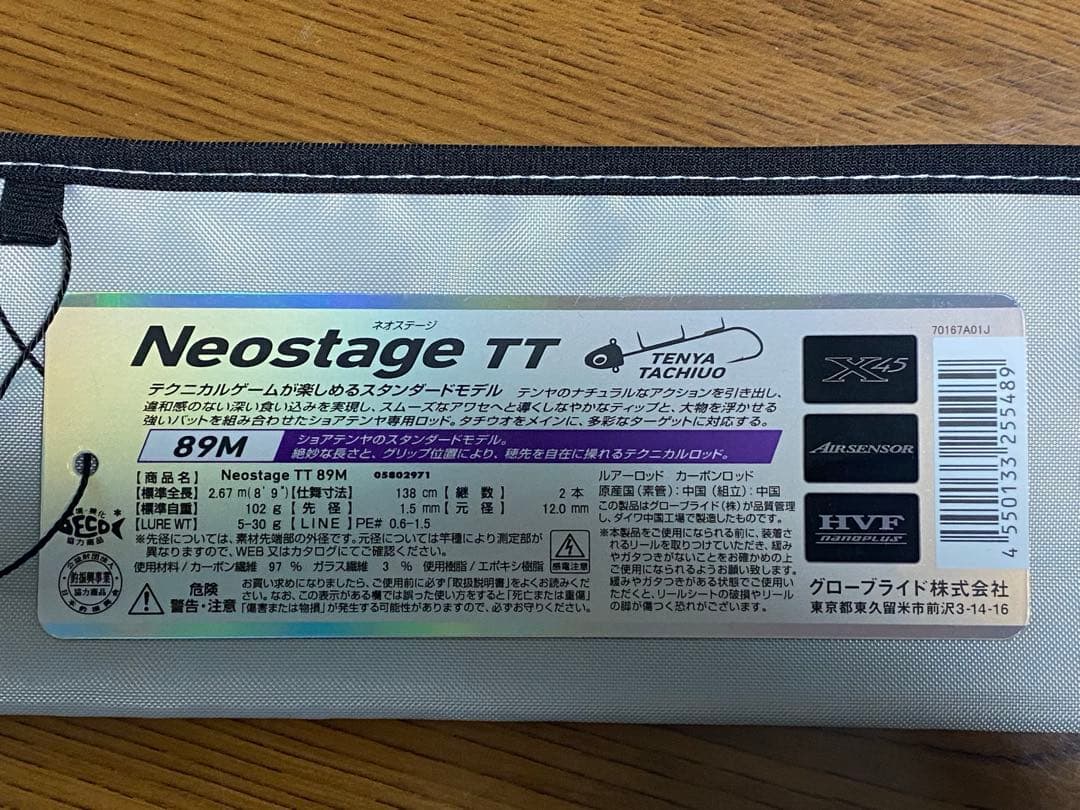 ネオステージ
Neostage TT
TENYA
TACHIUO
テクニカルゲームが楽しめるスタンダードモデル テンヤのナチュラルなアクションを引き出し、
違和感のない深い食い込みを実現し、スムーズなアワセへと導くしなやかなティップと、大物を浮かせる
強いバットを組み合わせたショアテンヤ専用ロッド。タチウオをメインに、多彩なターゲットに対応する。
89M
ショアテンヤのスタンダードモデル。
絶妙な長さと、グリップ位置により、穂先を自在に操れるテクニカルロッド。
【商品名】 Neostage TT 89M 05802971
【標準全長】 2.67 m(8'9") 【仕舞寸法】 138 cm 【継数】 2本
【標準自重】 102 g 【先径】 1.5 mm 【元径】 12.0 mm
【LURE WT】 5-30 g 【LINE】 PE# 0.6-1.5
※先径については、素材先端部の外径です。元径については竿種により測定部が
異なりますので、WEB又はカタログにてご確認ください。
使用材料/カーボン繊維 97 % ガラス繊維 3 % 使用樹脂/エポキシ樹脂
感電注意
危険
警告・注意
お買い求めになりましたら、ご使用前に必ず「取扱説明書」をよくお読みくだ
さい。なお、この表示がある欄では誤った使い方をすると「死亡または重傷」
「傷害または物損」が発生する可能性がありますので、必ずお守りください。
ルアーロッド カーボンロッド
原産国(素管):中国(組立):中国
この製品はグローブライド(株)が品質管理
し、ダイワ中国工場で製造したものです。
※本製品をご使用になられる前に、装着
されるリールを取りつけていただき、緩み
やガタつきがないことをお確かめの上
ご使用になられるようお願い致します。
緩みやガタつきがある状態でご使用い
ただくと、リールシートの破損やリール
の脚が傷つく恐れがございます。
X45
AIRSENSOR
HVF
nanoplus
70167A01J
4 550133 255489
グローブライド株式会社
東京都東久留米市前沢3-14-16
協力商品
公益財団法人
釣振興事業
協力商品
日本釣振興会